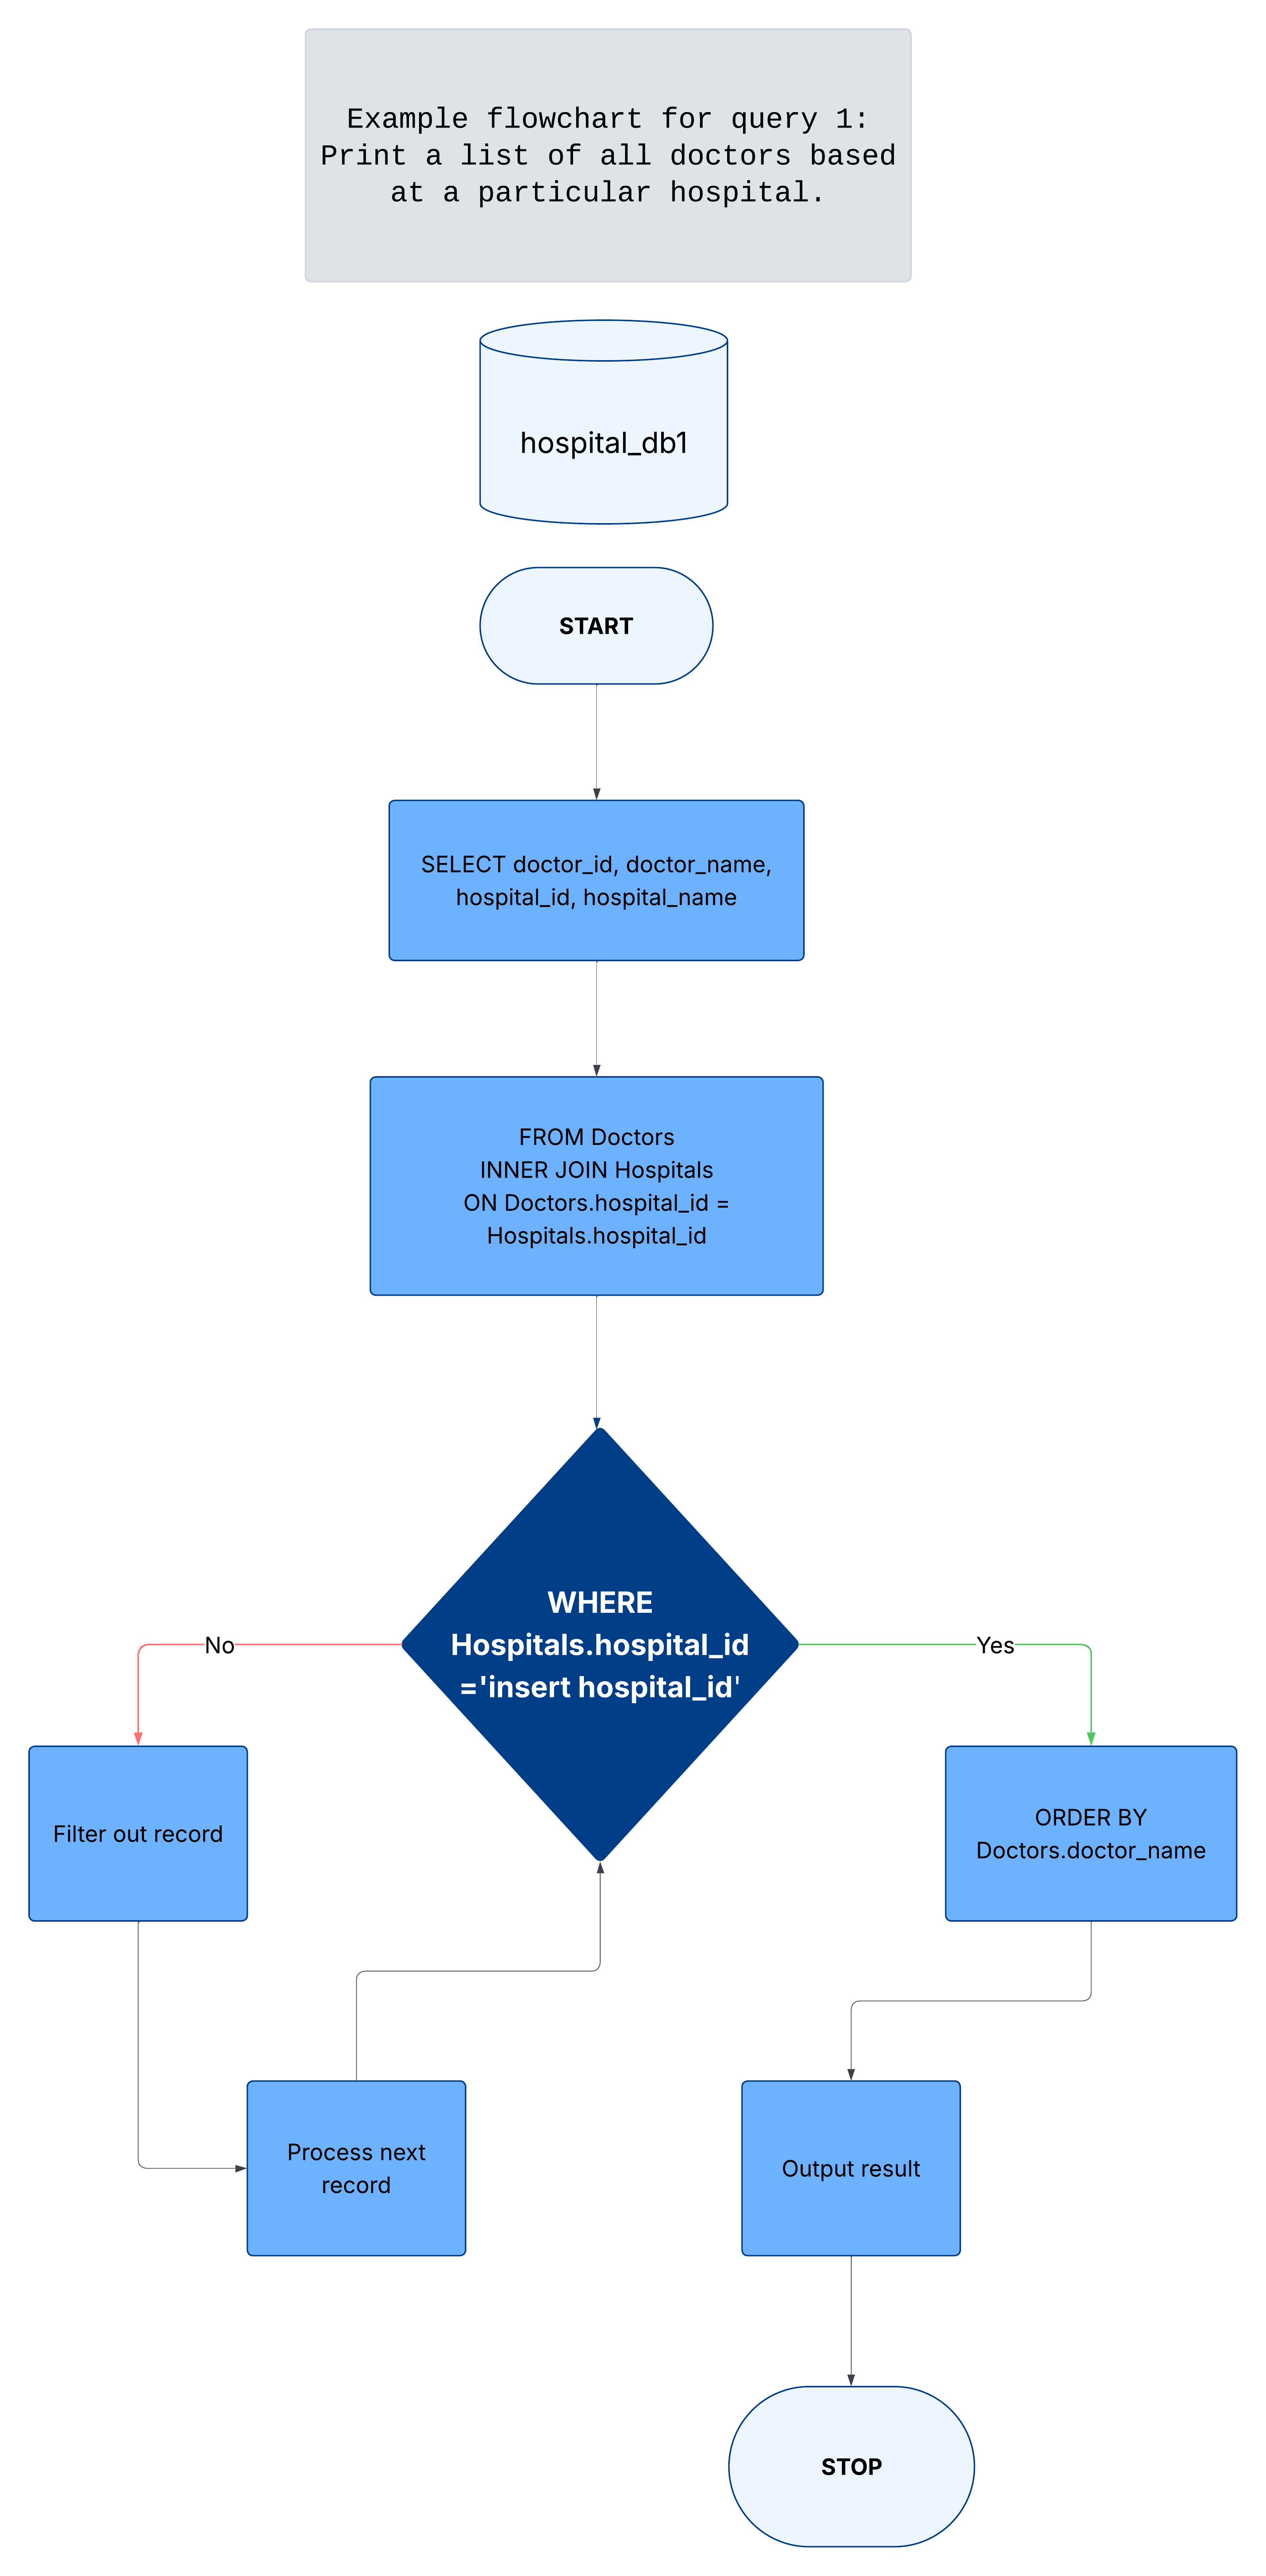 Example flowchart for query 1:
Print a list of all doctors based
at a particular hospital.
hospital_db1
START
SELECT doctor_id, doctor_name,
hospital_id, hospital_name
FROM Doctors
INNER JOIN Hospitals
ON Doctors.hospital_id =
Hospitals.hospital_id
WHERE
Hospitals.hospital_id
='insert hospital_id'
No
Yes
Filter out record
ORDER BY
Doctors.doctor_name
Process next
record
Output result
STOP